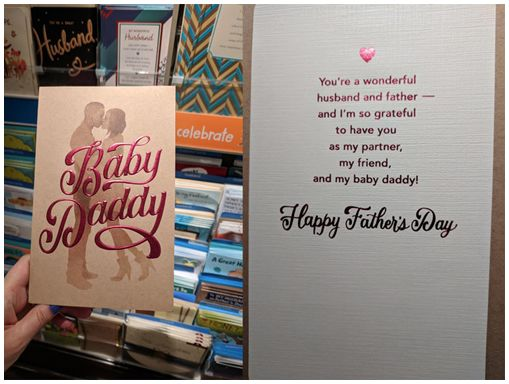 Husband
Husband
celebrate
Baby
Daddy
You're a wonderful
husband and father —
and I'm so grateful
to have you
as my partner,
my friend,
and my baby daddy!
Happy Father's Day